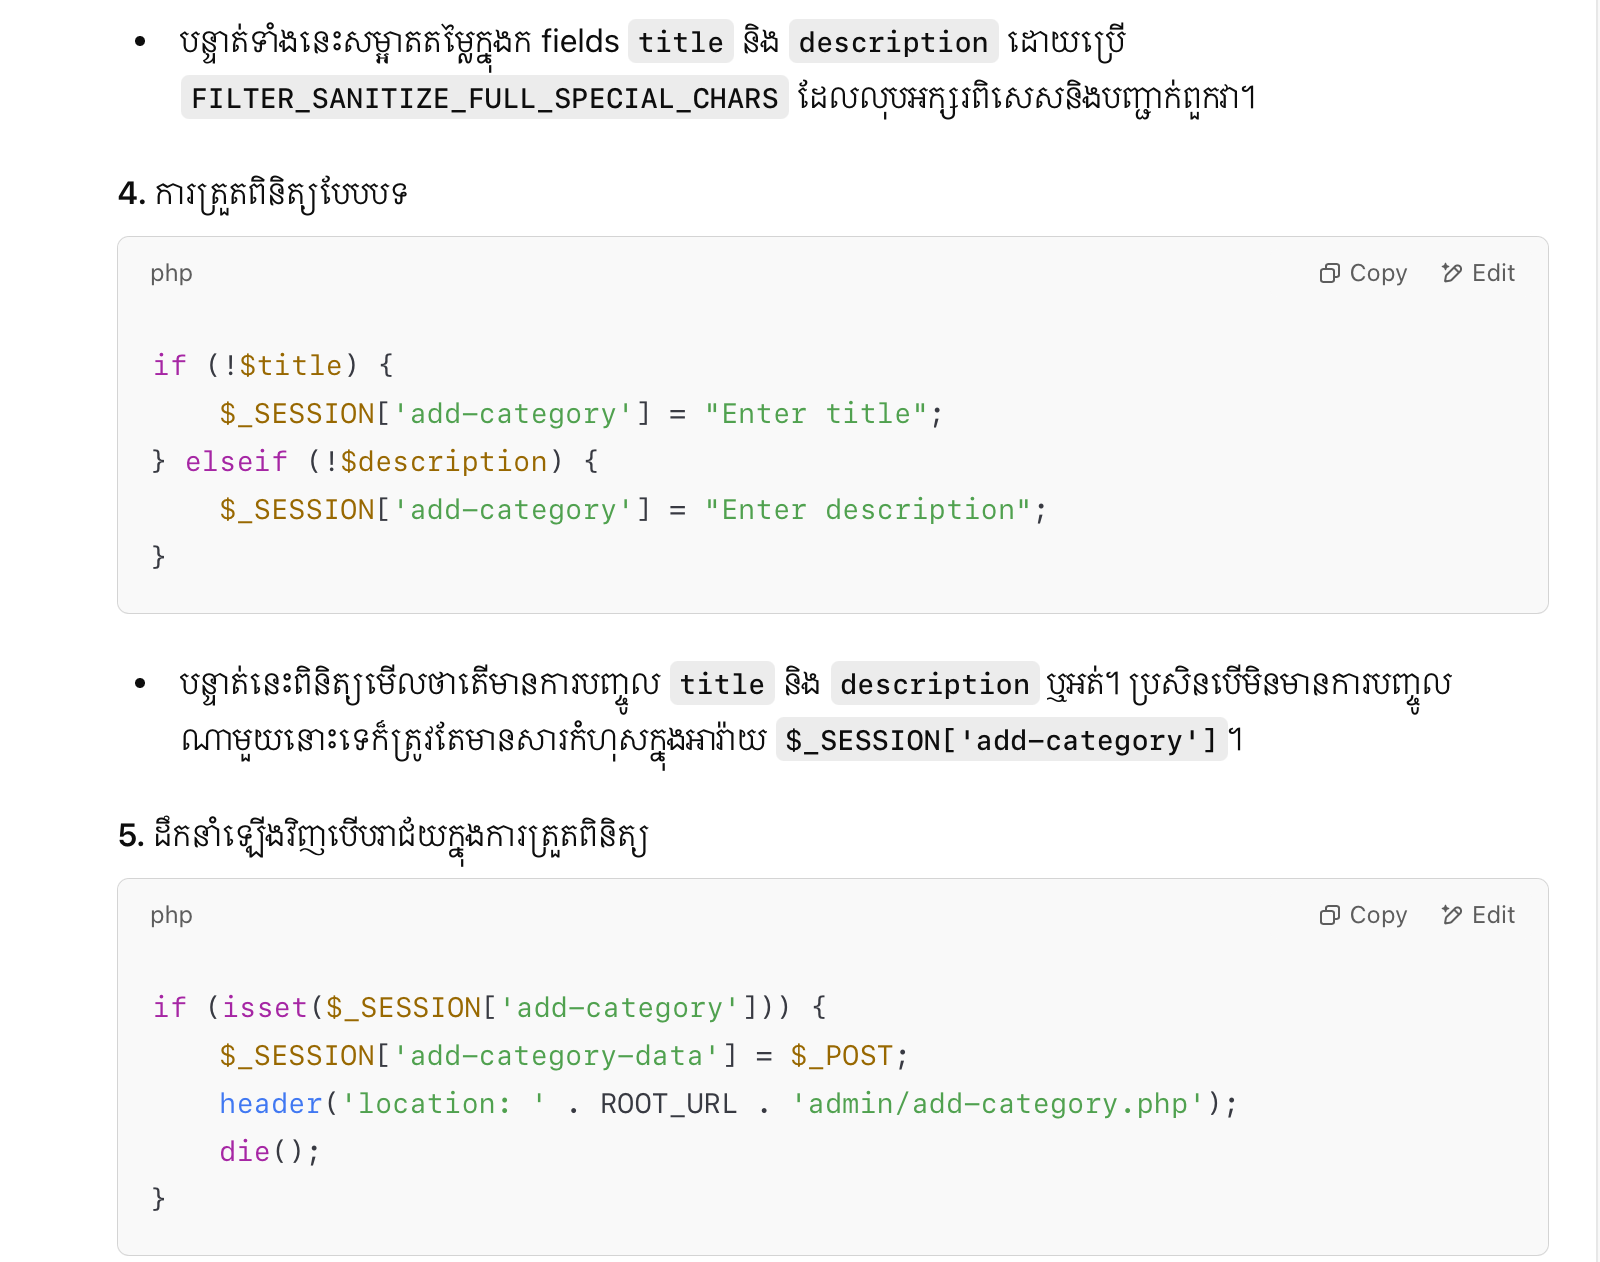 • បន្ទាត់ទាំងនេះសម្អាតតម្លៃក្នុងក fields title និង description ដោយប្រើ
FILTER_SANITIZE_FULL_SPECIAL_CHARS ដែលលុបអក្សរពិសេសនិងបញ្ជាក់ពួកវា។
4. ការត្រួតពិនិត្យបែបបទ
php
Copy Edit
if (!$title) {
    $_SESSION['add-category'] = "Enter title";
} elseif (!$description) {
    $_SESSION['add-category'] = "Enter description";
}
• បន្ទាត់នេះពិនិត្យមើលថាតើមានការបញ្ចូល title និង description ឬអត់។ ប្រសិនបើមិនមានការបញ្ចូល
ណាមួយនោះទេក៏ត្រូវតែមានសារកំហុសក្នុងអារ៉ាយ $_SESSION['add-category']។
5. ដឹកនាំឡើងវិញបើបរាជ័យក្នុងការត្រួតពិនិត្យ
php
Copy Edit
if (isset($_SESSION['add-category'])) {
    $_SESSION['add-category-data'] = $_POST;
    header('location: ' . ROOT_URL . 'admin/add-category.php');
    die();
}